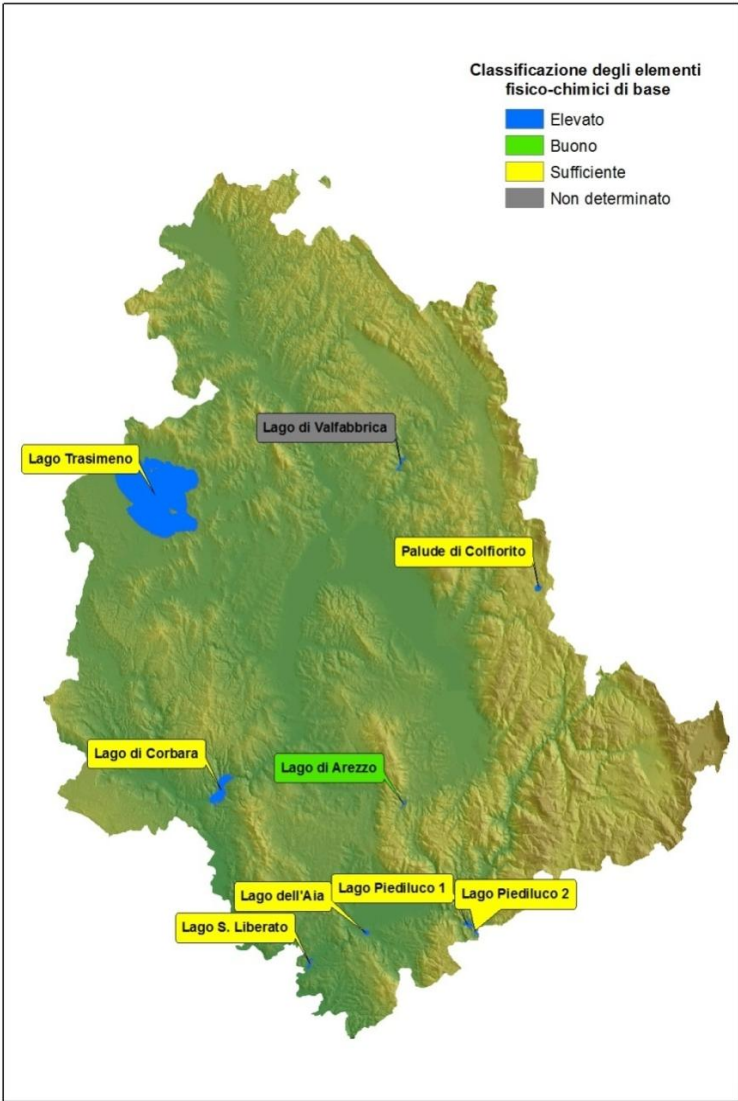 Classificazione degli elementi
fisico-chimici di base
Elevato
Buono
Sufficiente
Non determinato
Lago di Valfabbrica
Lago Trasimeno
Palude di Colfiorito
Lago di Corbara
Lago di Arezzo
Lago Piediluco 1
Lago dell'Aia
Lago Piediluco 2
Lago S. Liberato